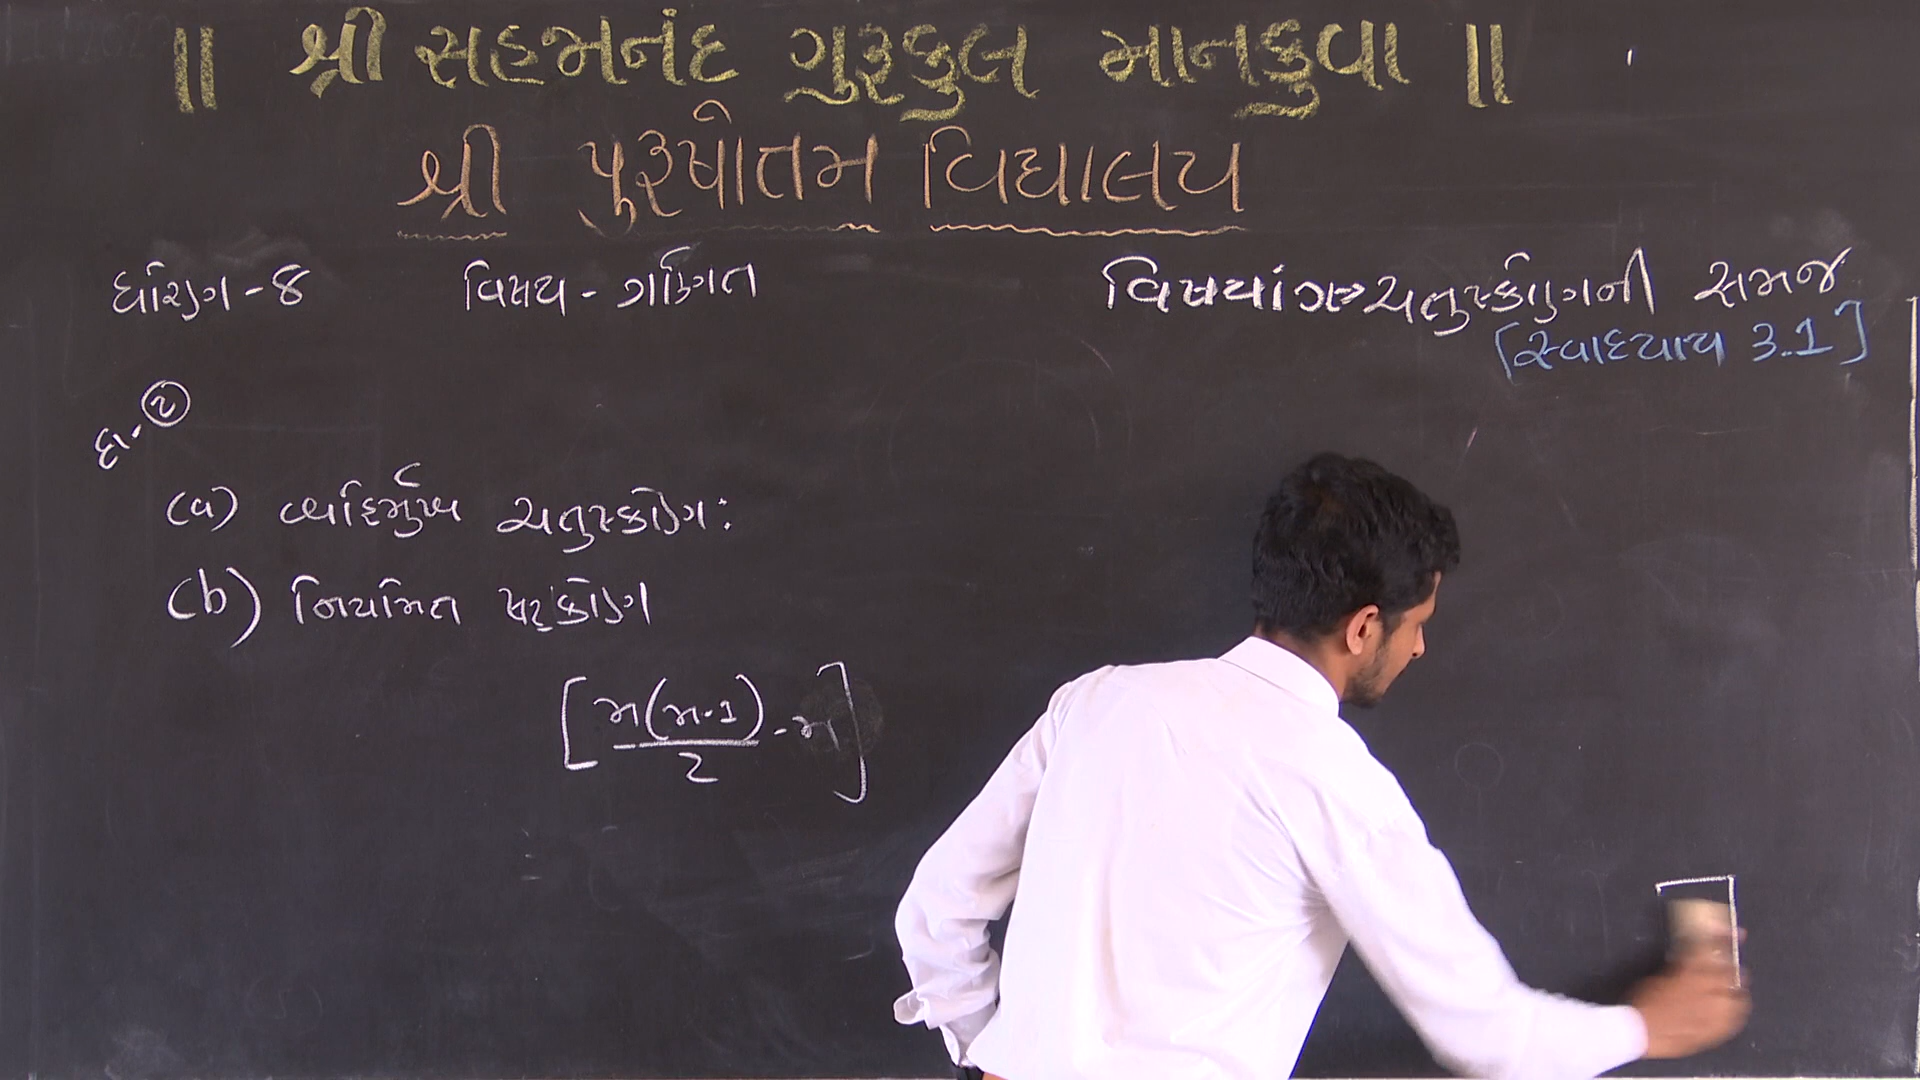 ॥ શ્રી સહજાનંદ ગુરૂકુલ માનકુવા ॥
શ્રી પુરૂષોતમ વિદ્યાલય
ધોરણ-8 વિષય - ગણિત વિષયાંગ ચતુષ્કોણની સમજ
[સ્વાધ્યાય 3.1]
દા. ②
(a) બહિર્મુખ ચતુષ્કોણ:
(b) નિયમિત ષટ્કોણ
[ન(ન-1)/2 - ન]